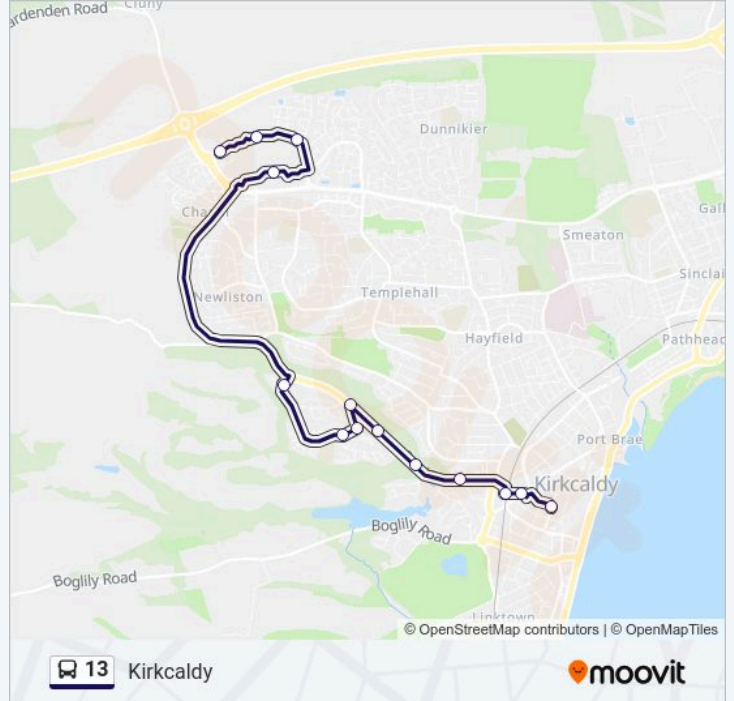 Cluny
ardenden Road
Dunnikier
Gall
Smeaton
Sinclai
Newliston
Templehall
Hayfield
Pathhead
Port Brae
Kirkcaldy
Boglily Road
Boglily Road
Linktown
© OpenStreetMap contributors | © OpenMapTiles
13 Kirkcaldy
moovit